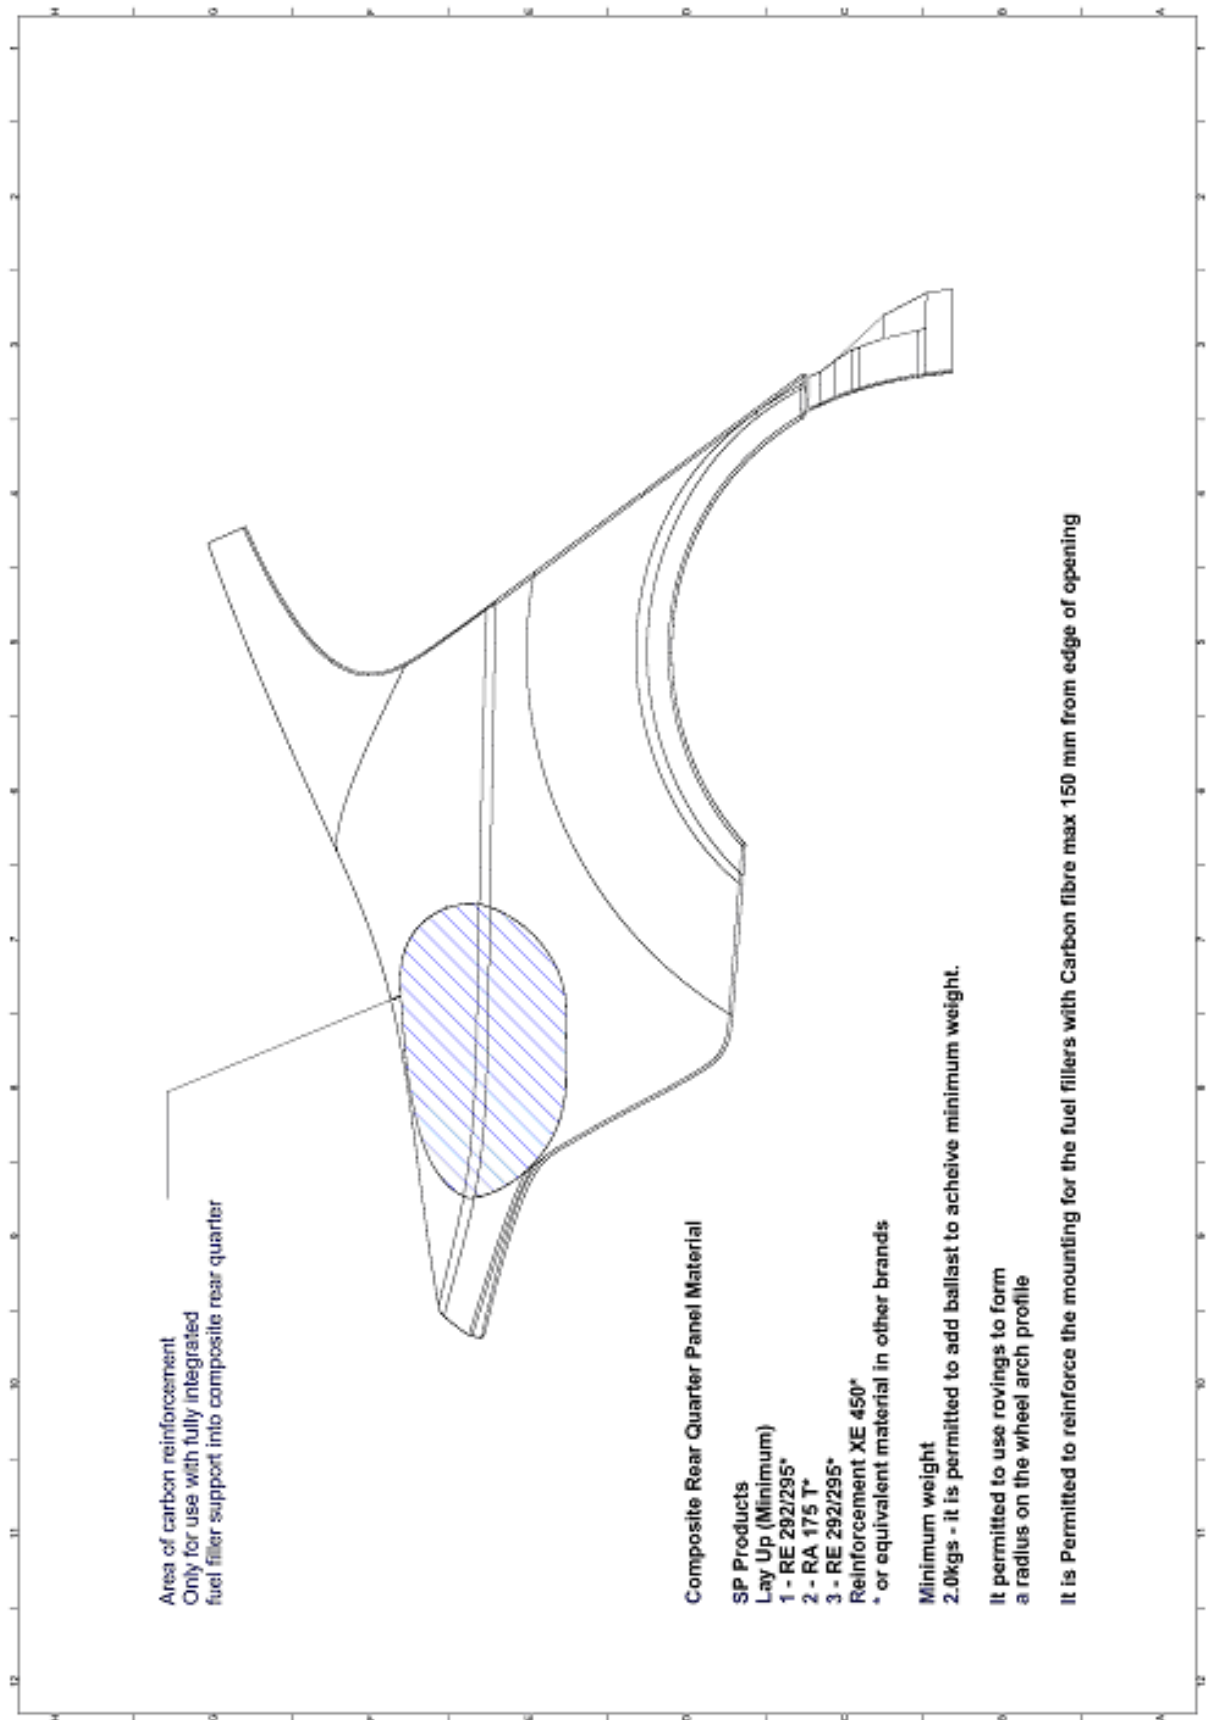 Area of carbon reinforcement
Only for use with fully integrated
fuel filler support into composite rear quarter
Composite Rear Quarter Panel Material
SP Products
Lay Up (Minimum)
1 - RE 292/295*
2 - RA 175 T*
3 - RE 292/295*
Reinforcement XE 450*
* or equivalent material in other brands
Minimum weight
2.0kgs - it is permitted to add ballast to acheive minimum weight.
It permitted to use rovings to form
a radius on the wheel arch profile
It is Permitted to reinforce the mounting for the fuel fillers with Carbon fibre max 150 mm from edge of opening